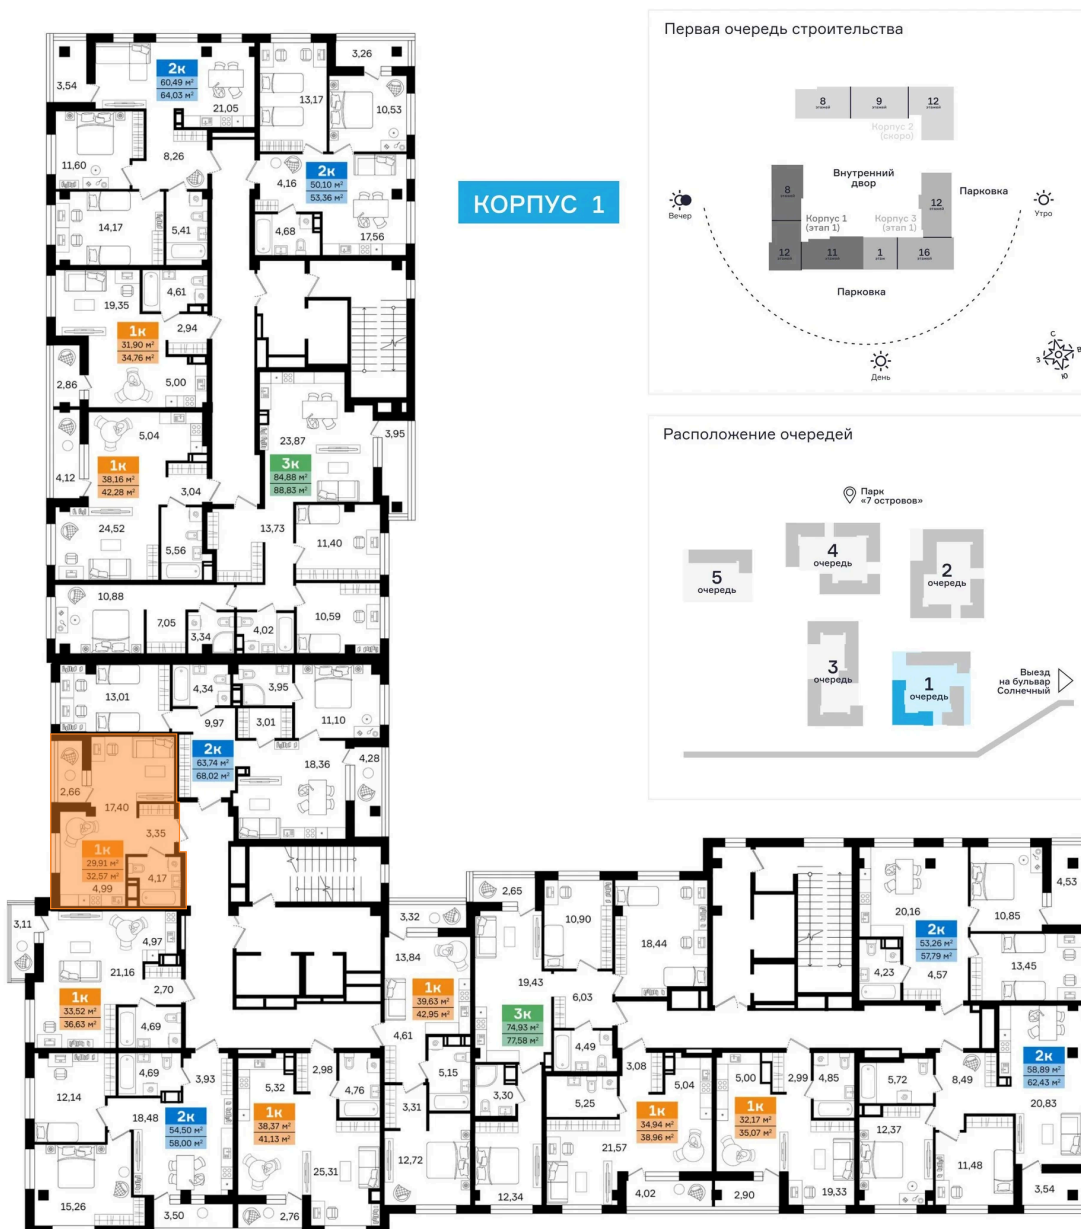 3,54
2к
60,49 м²
64,03 м²
21,05
13,17
3,26
10,53
11,60
8,26
4,16
2к
50,10 м²
53,36 м²
14,17
5,41
4,68
17,56
19,35
4,61
1к
31,90 м²
34,76 м²
2,94
2,86
5,00
5,04
23,87
3,95
4,12
1к
38,16 м²
42,28 м²
3,04
3к
84,88 м²
88,83 м²
24,52
5,56
13,73
11,40
10,88
7,05
3,34
4,02
10,59
13,01
4,34
3,95
11,10
9,97
3,01
2к
63,74 м²
68,02 м²
18,36
4,28
2,66
17,40
3,35
1к
29,91 м²
32,57 м²
4,99
4,17
3,11
4,97
21,16
2,70
1к
33,52 м²
36,63 м²
4,69
12,14
4,69
3,93
18,48
2к
54,50 м²
58,00 м²
15,26
3,50
5,32
2,98
4,76
1к
38,37 м²
41,13 м²
25,31
2,76
3,32
13,84
1к
39,63 м²
42,95 м²
4,61
5,15
3,31
12,72
2,65
10,90
18,44
19,43
6,03
3к
74,93 м²
77,58 м²
4,49
3,30
12,34
3,08
5,04
5,25
1к
34,94 м²
38,96 м²
21,57
4,02
5,00
2,99
4,85
1к
32,17 м²
35,07 м²
19,33
2,90
20,16
2к
53,26 м²
57,79 м²
10,85
4,53
4,23
4,57
13,45
5,72
8,49
2к
58,89 м²
62,43 м²
20,83
12,37
11,48
3,54
КОРПУС 1
Первая очередь строительства
8
этажей
9
этажей
12
этажей
Корпус 2
(скоро)
Внутренний
двор
8
этажей
12
этажей
Парковка
Вечер
Утро
Корпус 1
(этап 1)
Корпус 3
(этап 1)
12
этажей
11
этажей
1
этаж
16
этажей
Парковка
День
С
З
В
Ю
Расположение очередей
Парк
«7 островов»
4
очередь
5
очередь
2
очередь
3
очередь
1
очередь
Выезд
на бульвар
Солнечный